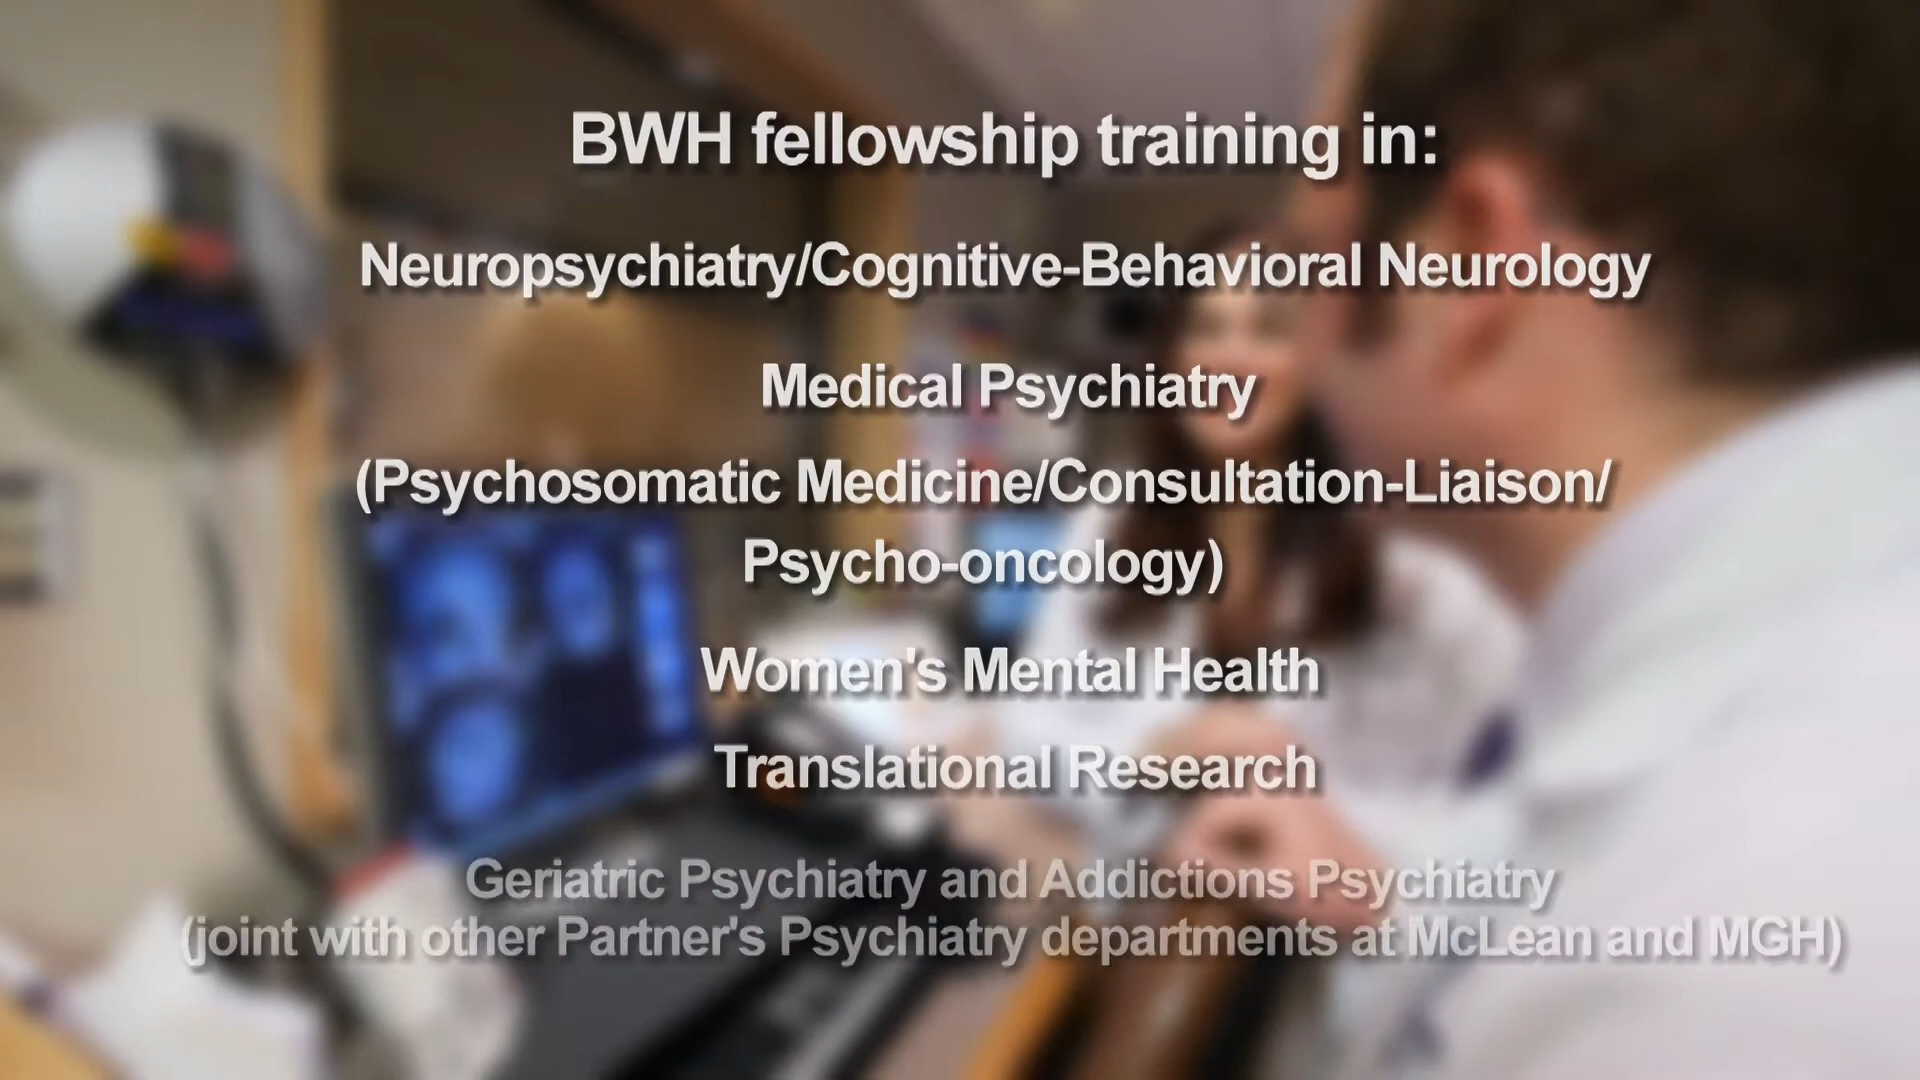 BWH fellowship training in:
Neuropsychiatry/Cognitive-Behavioral Neurology
Medical Psychiatry
(Psychosomatic Medicine/Consultation-Liaison/
Psycho-oncology)
Women's Mental Health
Translational Research
Geriatric Psychiatry and Addictions Psychiatry
(joint with other Partner's Psychiatry departments at McLean and MGH)